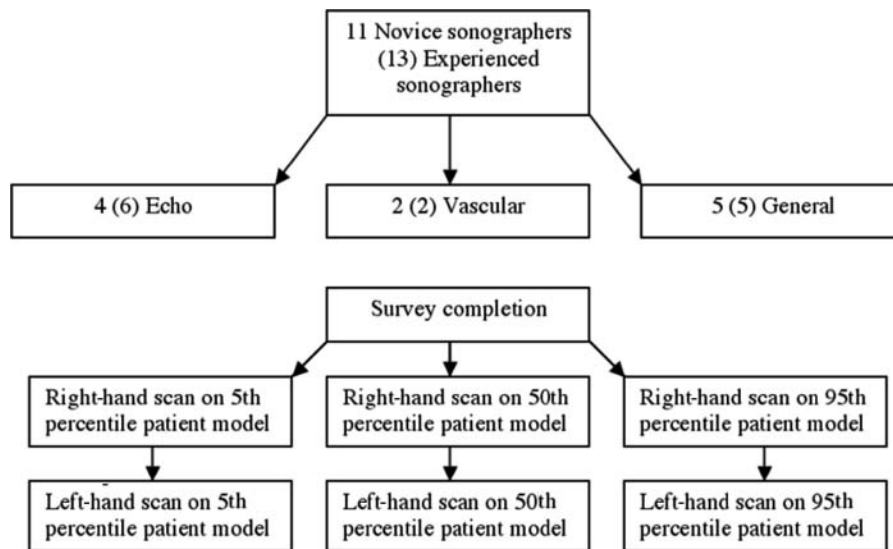 11 Novice sonographers
(13) Experienced
sonographers
4 (6) Echo
2 (2) Vascular
5 (5) General
Survey completion
Right-hand scan on 5th
percentile patient model
Right-hand scan on 50th
percentile patient model
Right-hand scan on 95th
percentile patient model
Left-hand scan on 5th
percentile patient model
Left-hand scan on 50th
percentile patient model
Left-hand scan on 95th
percentile patient model